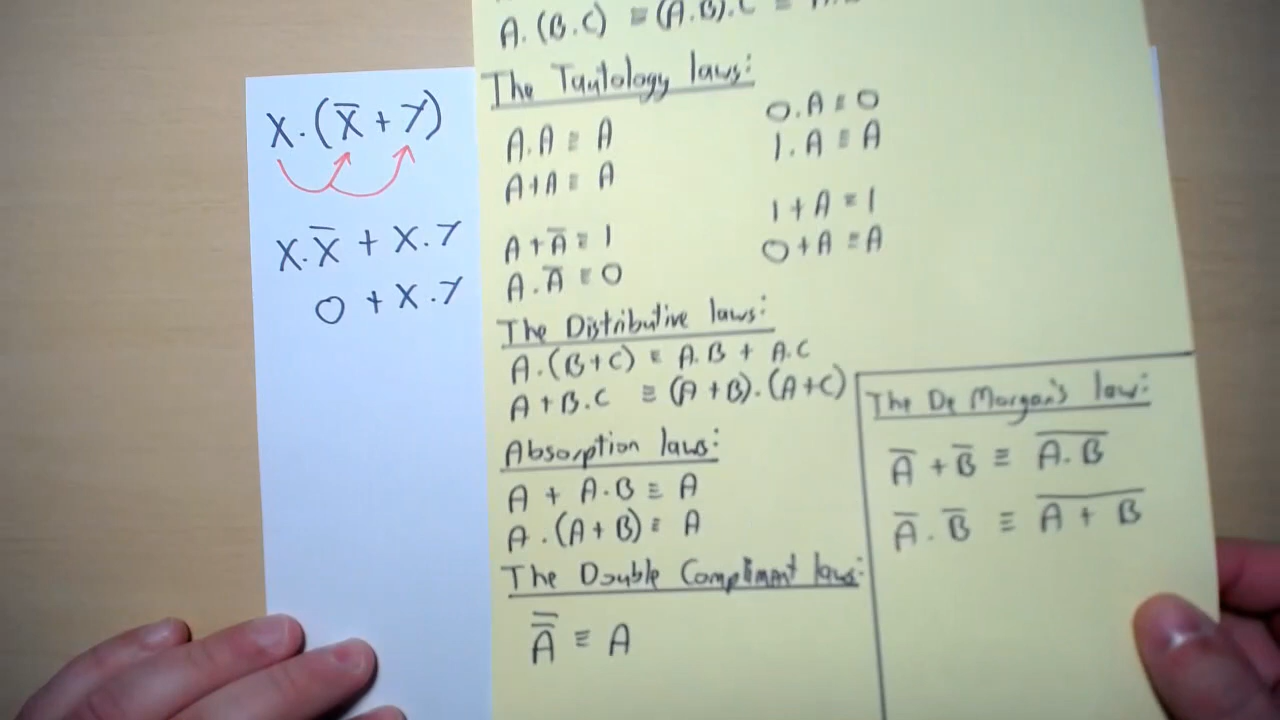 X.(X̅ + Y)
X.X̅ + X.Y
0 + X.Y
A.(B.C) ≡ (A.B).C ≡
The Tautology laws:
A.A ≡ A
A+A ≡ A
A+A̅ ≡ 1
A.A̅ ≡ 0
0.A ≡ 0
1.A ≡ A
1+A ≡ 1
0+A ≡ A
The Distributive laws:
A.(B+C) ≡ A.B + A.C
A+B.C ≡ (A+B).(A+C)
Absorption laws:
A + A.B ≡ A
A.(A+B) ≡ A
The Double Compliment laws:
A̿ ≡ A
The De Morgan's law:
A̅ + B̅ ≡ A̅.̅B̅
A̅ . B̅ ≡ A̅ ̅+̅ ̅B̅